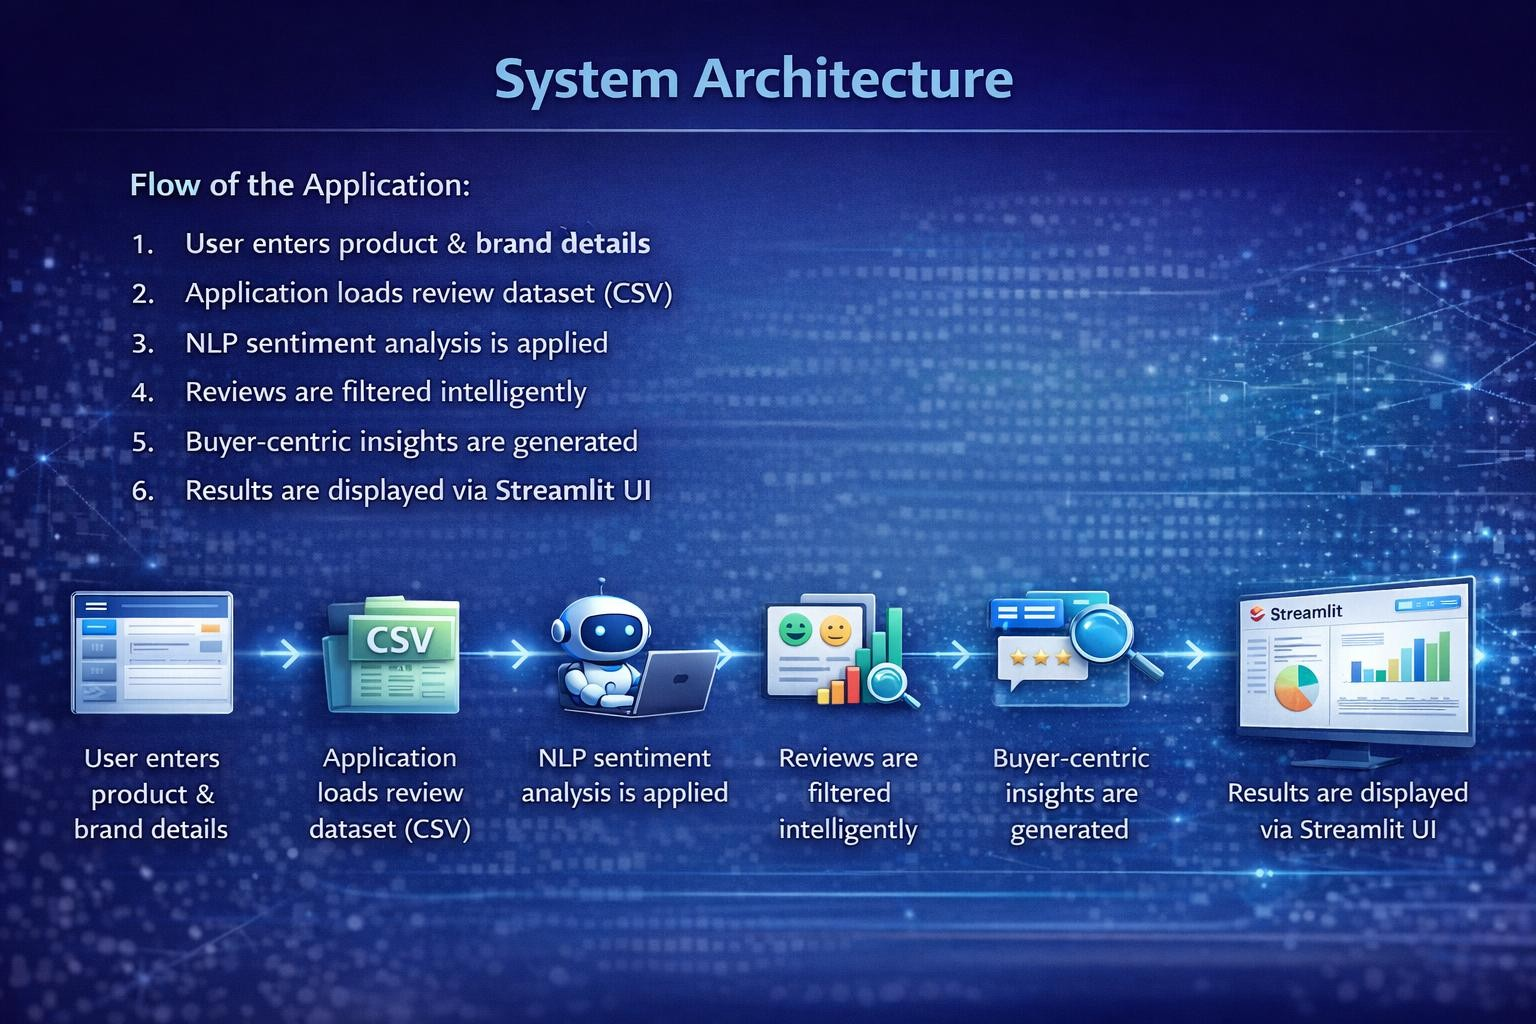 System Architecture
Flow of the Application:
1. User enters product & brand details
2. Application loads review dataset (CSV)
3. NLP sentiment analysis is applied
4. Reviews are filtered intelligently
5. Buyer-centric insights are generated
6. Results are displayed via Streamlit UI
CSV
Streamlit
User enters
product &
brand details
Application
loads review
dataset (CSV)
NLP sentiment
analysis is applied
Reviews are
filtered
intelligently
Buyer-centric
insights are
generated
Results are displayed
via Streamlit UI